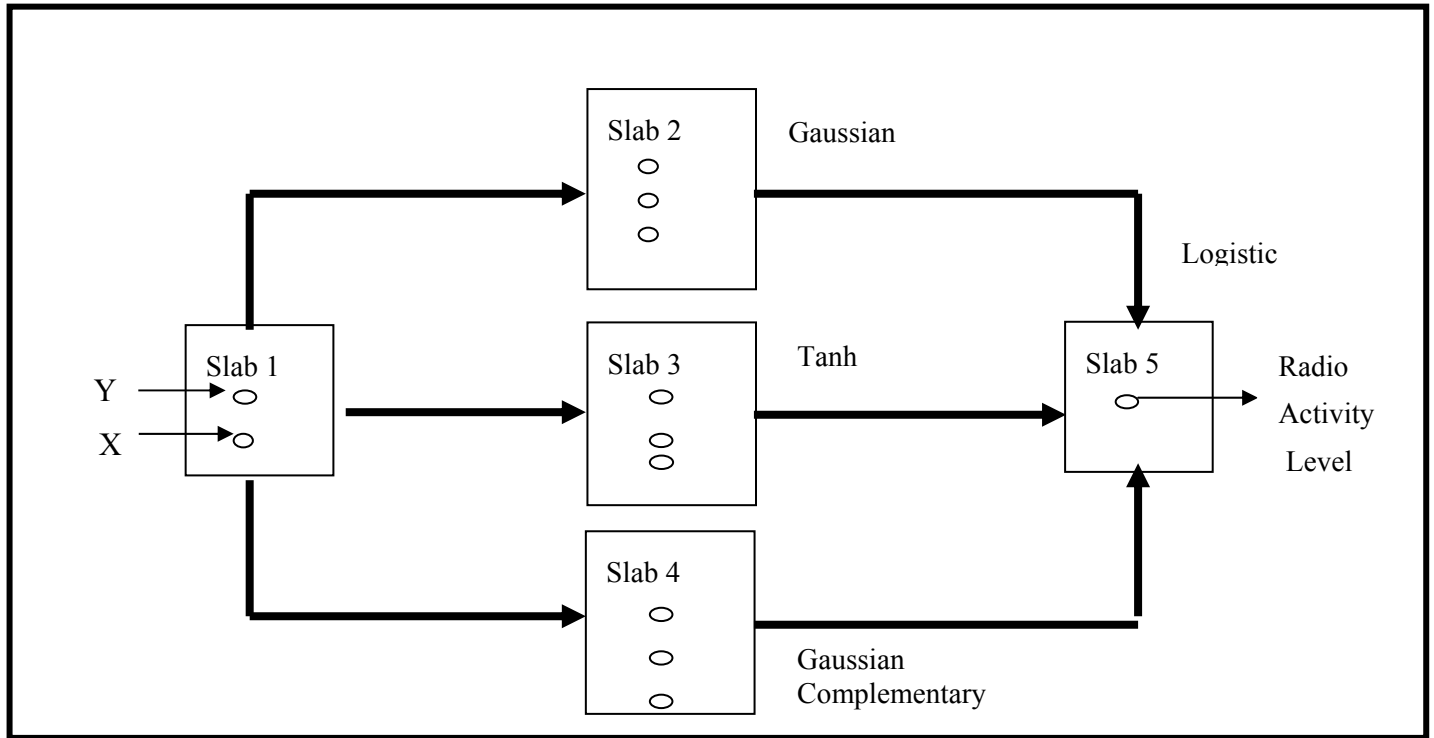 Slab 2
Gaussian
Logistic
Slab 1
Y
X
Slab 3
Tanh
Slab 5
Radio
Activity
Level
Slab 4
Gaussian
Complementary